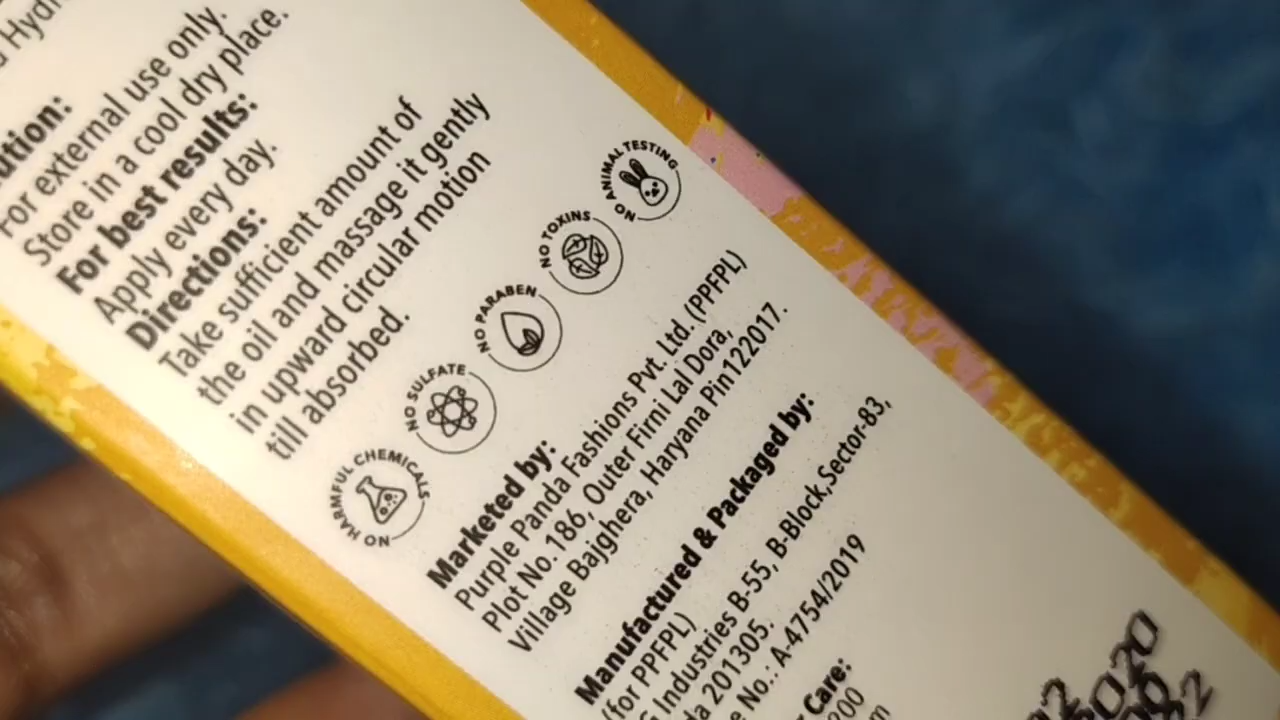 For external use only.
Store in a cool dry place.
For best results:
Apply every day.
Directions:
Take sufficient amount of
the oil and massage it gently
in upward circular motion
till absorbed.
NO HARMFUL CHEMICALS
NO SULFATE
NO PARABEN
NO TOXINS
NO ANIMAL TESTING
Marketed by:
Purple Panda Fashions Pvt. Ltd. (PPFPL)
Plot No. 186, Outer Firni Lal Dora,
Village Bajghera, Haryana Pin122017.
Manufactured & Packaged by:
(for PPFPL)
Industries B-55, B-Block,Sector-83,
201305.
No.: A-4754/2019
Care: